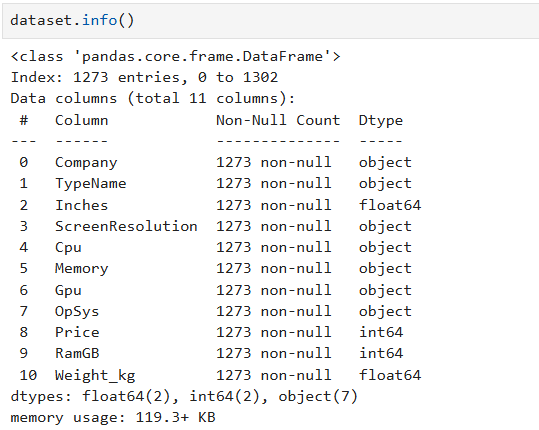 dataset.info()
<class 'pandas.core.frame.DataFrame'>
Index: 1273 entries, 0 to 1302
Data columns (total 11 columns):
 #   Column            Non-Null Count  Dtype
---  ------            --------------  -----
 0   Company           1273 non-null   object
 1   TypeName          1273 non-null   object
 2   Inches            1273 non-null   float64
 3   ScreenResolution  1273 non-null   object
 4   Cpu               1273 non-null   object
 5   Memory            1273 non-null   object
 6   Gpu               1273 non-null   object
 7   OpSys             1273 non-null   object
 8   Price             1273 non-null   int64
 9   RamGB             1273 non-null   int64
 10  Weight_kg         1273 non-null   float64
dtypes: float64(2), int64(2), object(7)
memory usage: 119.3+ KB